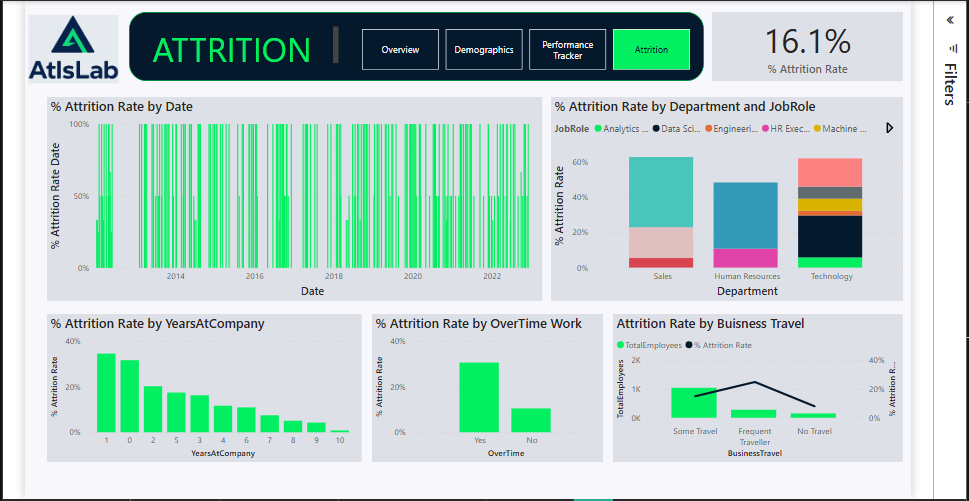 AtlsLab
ATTRITION
Overview
Demographics
Performance
Tracker
Attrition
16.1%
% Attrition Rate
Filters
% Attrition Rate by Date
% Attrition Rate Date
100%
50%
0%
2014
2016
2018
2020
2022
Date
% Attrition Rate by Department and JobRole
JobRole
Analytics ...
Data Sci...
Engineeri...
HR Exec...
Machine ...
% Attrition Rate
60%
40%
20%
0%
Sales
Human Resources
Technology
Department
% Attrition Rate by YearsAtCompany
% Attrition Rate
40%
20%
0%
1
0
2
5
3
4
6
7
8
9
10
YearsAtCompany
% Attrition Rate by OverTime Work
% Attrition Rate
40%
20%
0%
Yes
No
OverTime
Attrition Rate by Buisness Travel
TotalEmployees
% Attrition Rate
TotalEmployees
2K
1K
0K
40%
20%
0%
% Attrition R...
Some Travel
Frequent
Traveller
No Travel
BusinessTravel